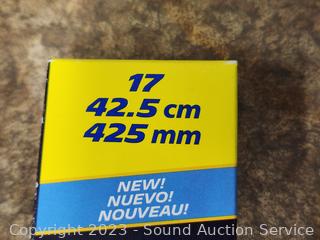 17
42.5 cm
425 mm
NEW!
NUEVO!
NOUVEAU!
Copyright 2023 - Sound Auction Service